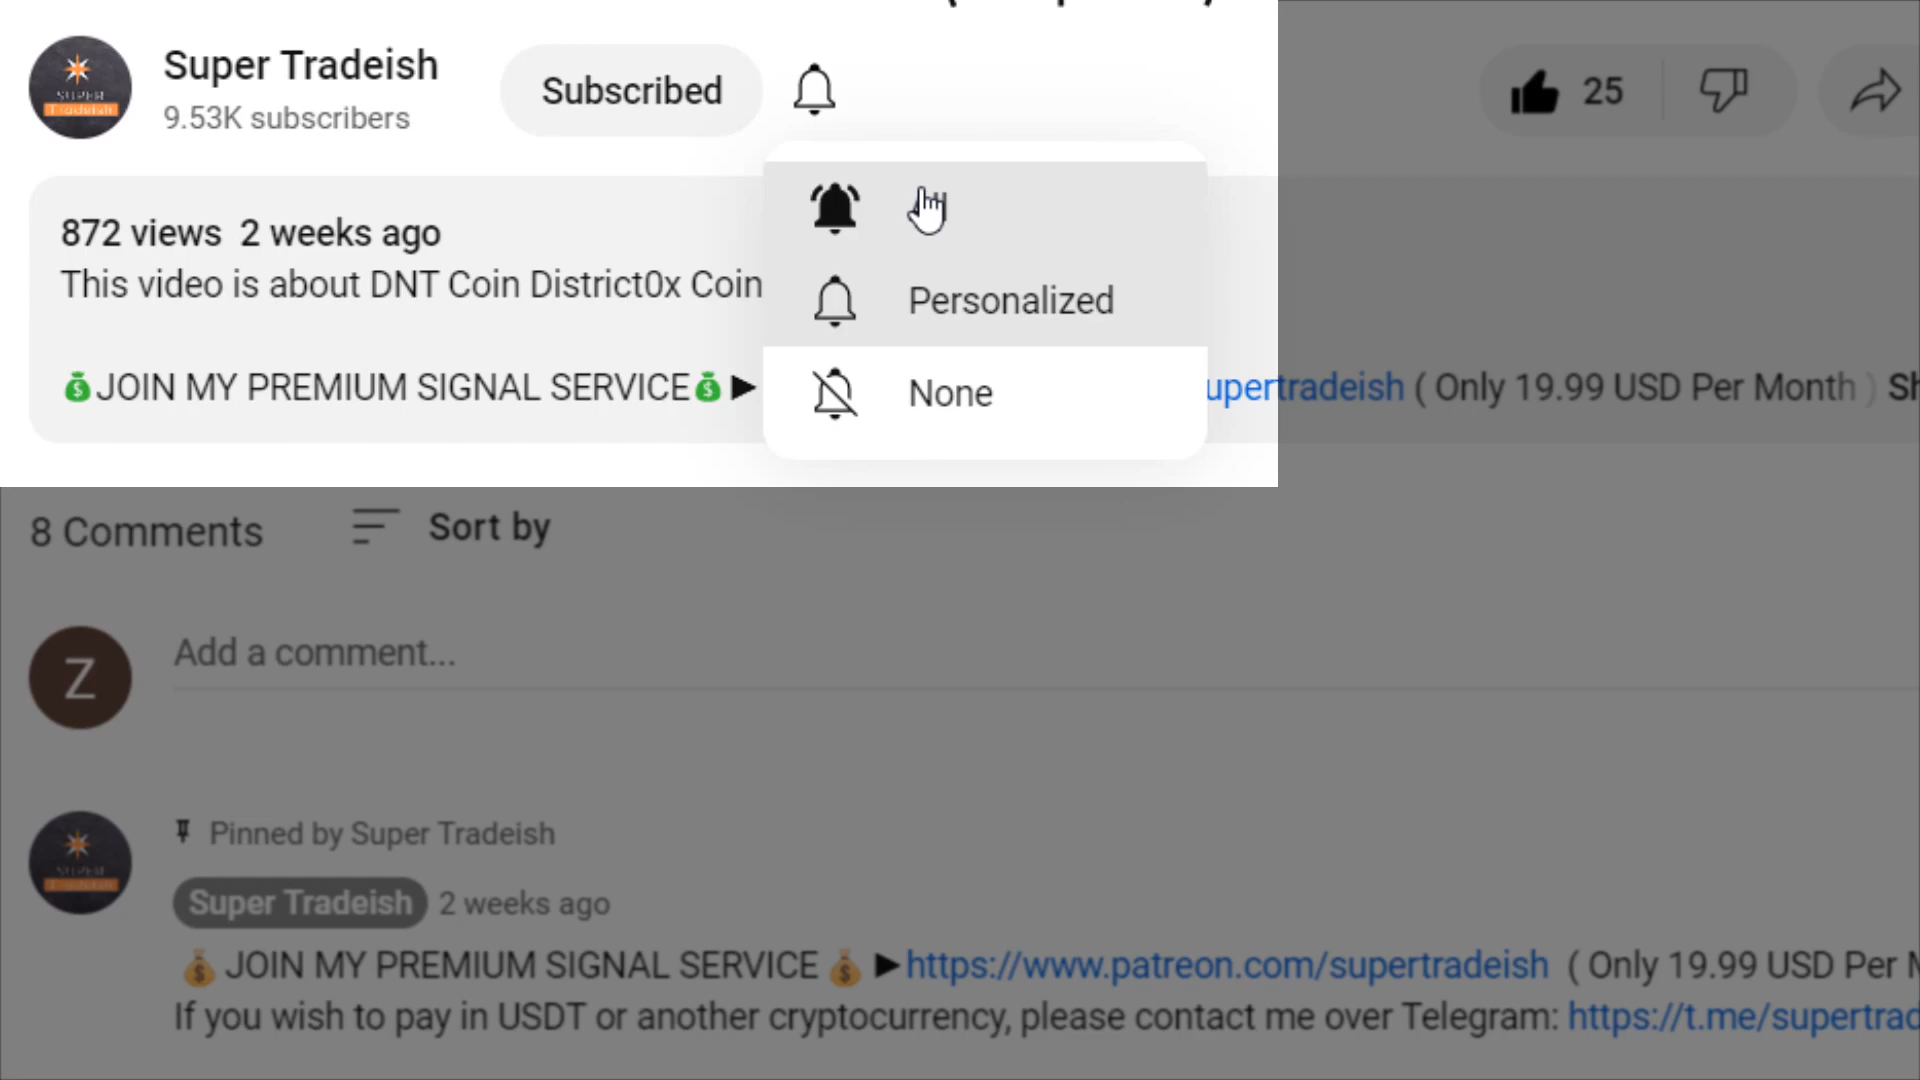 Super Tradeish
9.53K subscribers
Subscribed
25
872 views 2 weeks ago
This video is about DNT Coin District0x Coin
💰JOIN MY PREMIUM SIGNAL SERVICE💰▶
upertradeish ( Only 19.99 USD Per Month ) Sh
Personalized
None
8 Comments
Sort by
Z
Add a comment...
Pinned by Super Tradeish
Super Tradeish 2 weeks ago
💰JOIN MY PREMIUM SIGNAL SERVICE💰▶https://www.patreon.com/supertradeish ( Only 19.99 USD Per M
If you wish to pay in USDT or another cryptocurrency, please contact me over Telegram: https://t.me/supertrad